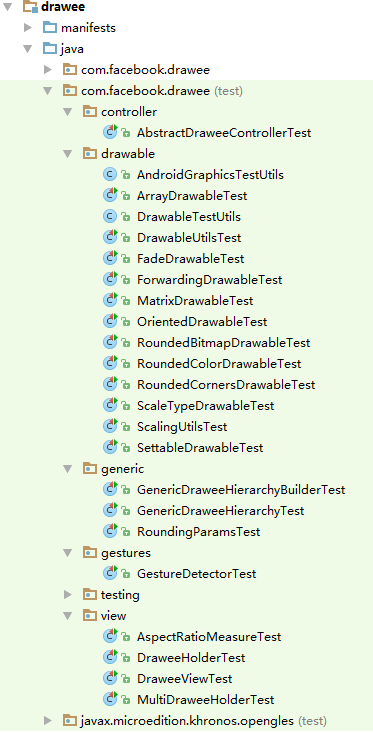 drawee
manifests
java
com.facebook.drawee
com.facebook.drawee (test)
controller
AbstractDraweeControllerTest
drawable
AndroidGraphicsTestUtils
ArrayDrawableTest
DrawableTestUtils
DrawableUtilsTest
FadeDrawableTest
ForwardingDrawableTest
MatrixDrawableTest
OrientedDrawableTest
RoundedBitmapDrawableTest
RoundedColorDrawableTest
RoundedCornersDrawableTest
ScaleTypeDrawableTest
ScalingUtilsTest
SettableDrawableTest
generic
GenericDraweeHierarchyBuilderTest
GenericDraweeHierarchyTest
RoundingParamsTest
gestures
GestureDetectorTest
testing
view
AspectRatioMeasureTest
DraweeHolderTest
DraweeViewTest
MultiDraweeHolderTest
javax.microedition.khronos.opengles (test)